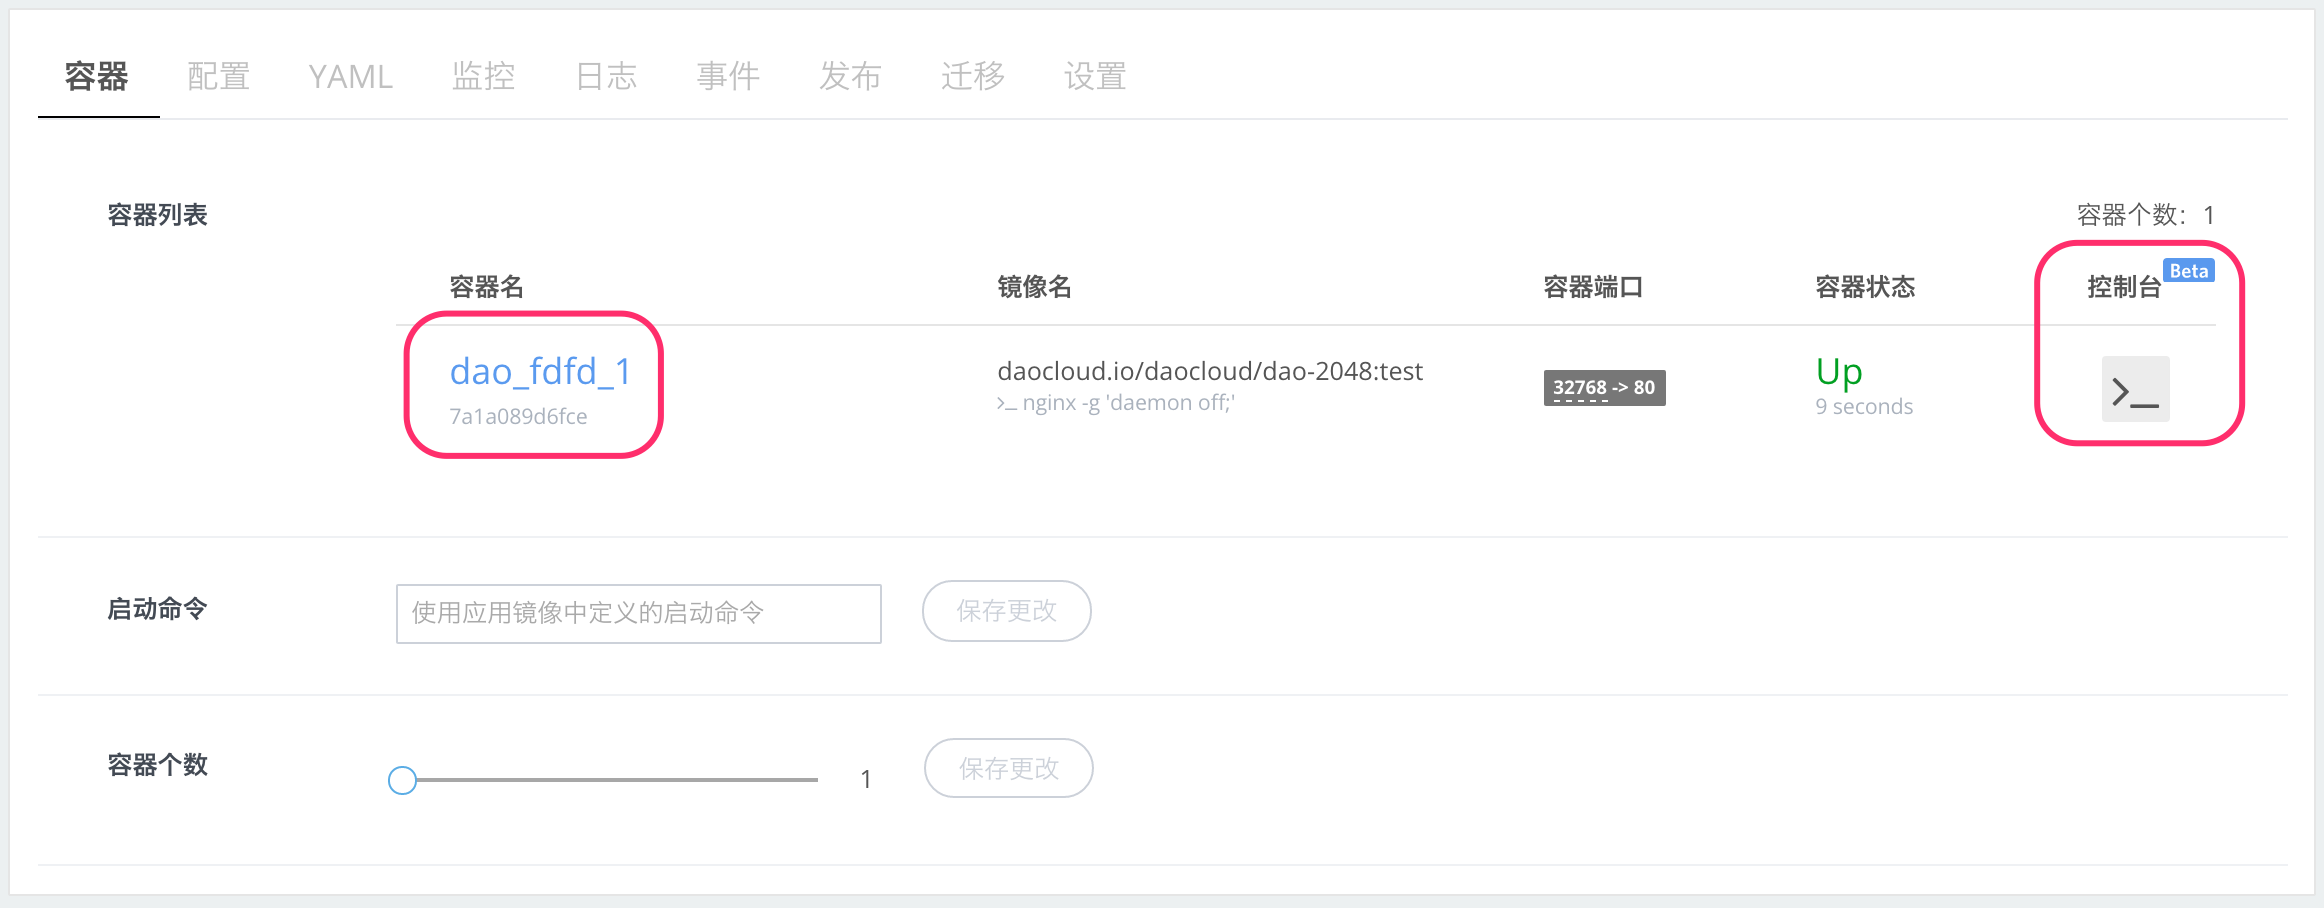 容器 配置 YAML 监控 日志 事件 发布 迁移 设置
容器列表
容器个数: 1
容器名 镜像名 容器端口 容器状态 控制台 Beta
dao_fdfd_1 daocloud.io/daocloud/dao-2048:test 32768 -> 80 Up >_
7a1a089d6fce >_ nginx -g 'daemon off;' 9 seconds
启动命令 使用应用镜像中定义的启动命令 保存更改
容器个数 1 保存更改